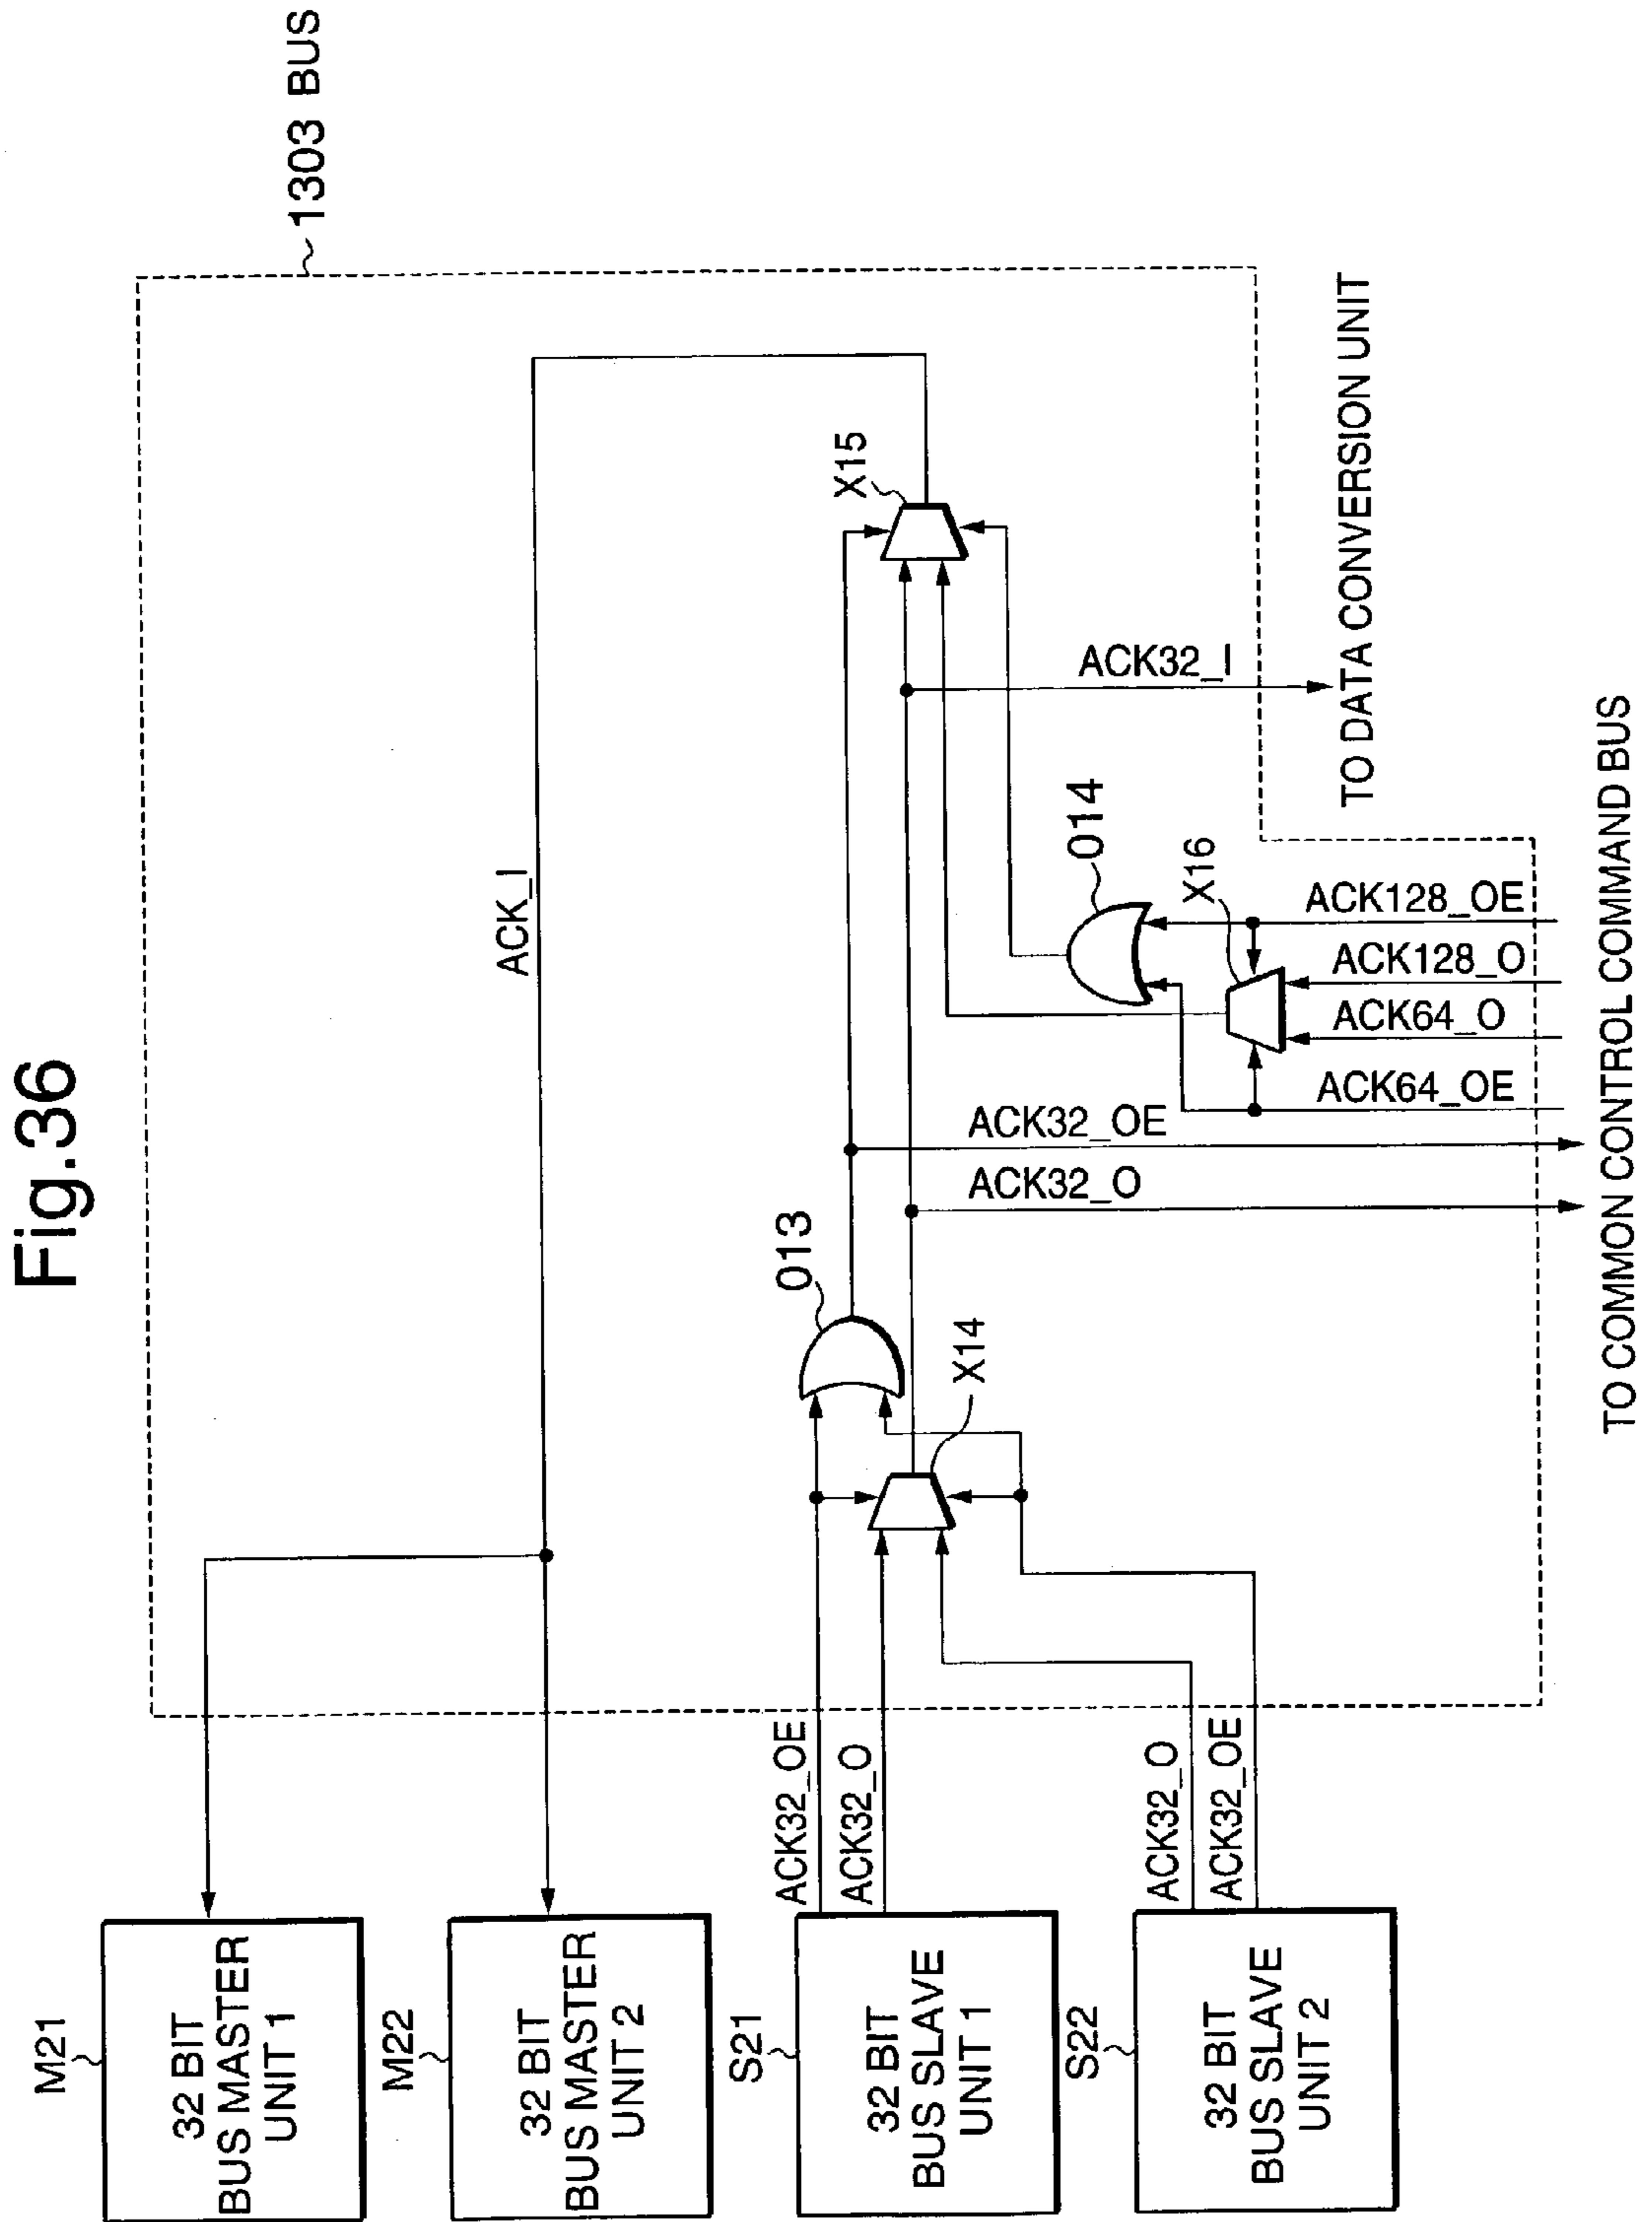 Fig.36
1303 BUS
M21
32 BIT
BUS MASTER
UNIT 1
M22
32 BIT
BUS MASTER
UNIT 2
S21
32 BIT
BUS SLAVE
UNIT 1
S22
32 BIT
BUS SLAVE
UNIT 2
ACK_I
ACK32_OE
ACK32_O
ACK32_O
ACK32_OE
O13
X14
X15
ACK32_OE
ACK32_O
O14
X16
ACK32_I
ACK128_OE
ACK128_O
ACK64_O
ACK64_OE
TO DATA CONVERSION UNIT
TO COMMON CONTROL COMMAND BUS